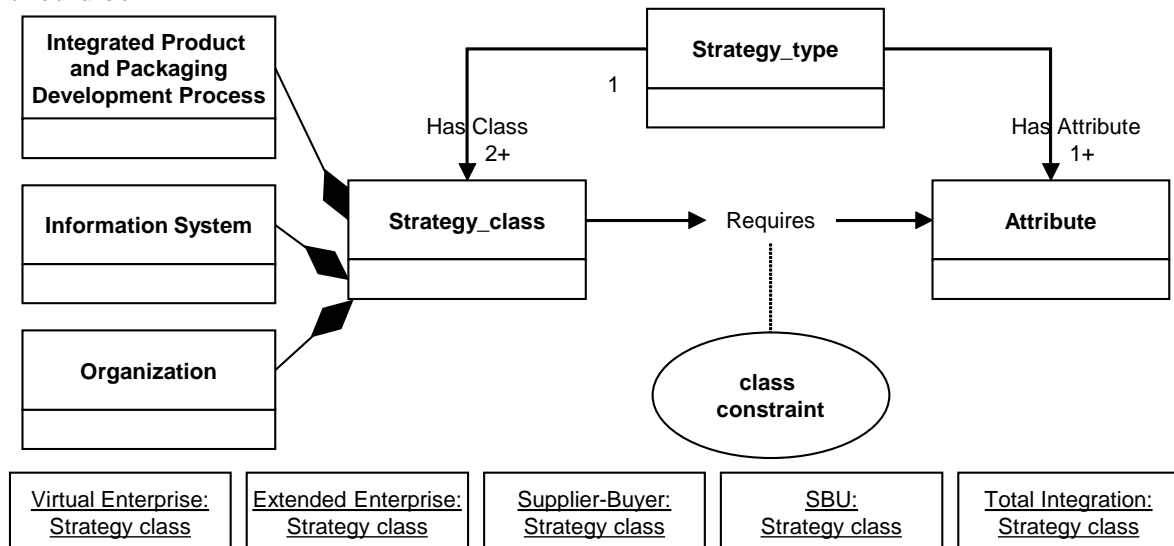 Integrated Product
and Packaging
Development Process
Strategy_type
1
Has Class
2+
Has Attribute
1+
Information System
Strategy_class
Requires
Attribute
Organization
class
constraint
Virtual Enterprise:
Strategy class
Extended Enterprise:
Strategy class
Supplier-Buyer:
Strategy class
SBU:
Strategy class
Total Integration:
Strategy class